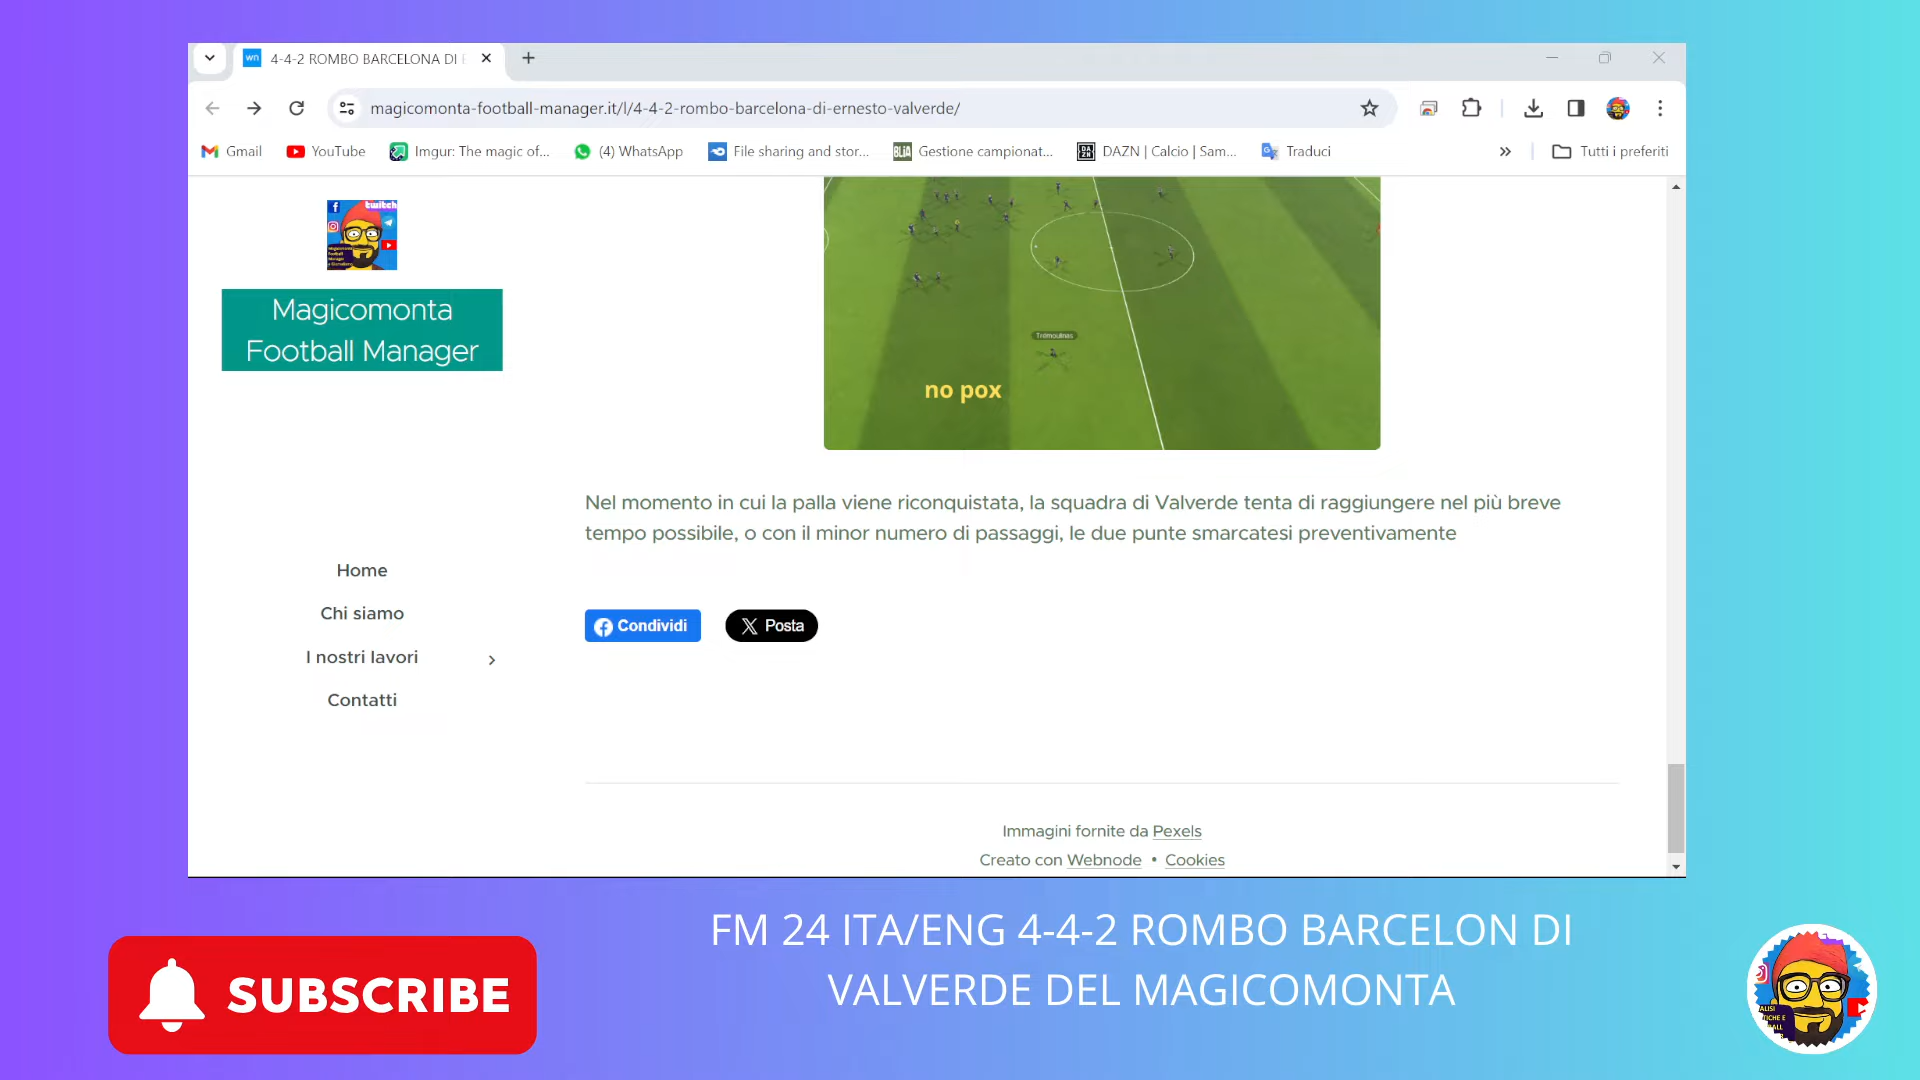 4-4-2 ROMBO BARCELONA DI
magicomonta-football-manager.it/l/4-4-2-rombo-barcelona-di-ernesto-valverde/
Gmail
YouTube
Imgur: The magic of...
(4) WhatsApp
File sharing and stor...
Gestione campionat...
DAZN | Calcio | Sam...
Traduci
Tutti i preferiti
twitch
Magicomonta
Football Manager
Home
Chi siamo
I nostri lavori
Contatti
Tremoulinas
no pox
Nel momento in cui la palla viene riconquistata, la squadra di Valverde tenta di raggiungere nel più breve
tempo possibile, o con il minor numero di passaggi, le due punte smarcatesi preventivamente
Condividi
Posta
Immagini fornite da Pexels
Creato con Webnode • Cookies
SUBSCRIBE
FM 24 ITA/ENG 4-4-2 ROMBO BARCELON DI
VALVERDE DEL MAGICOMONTA